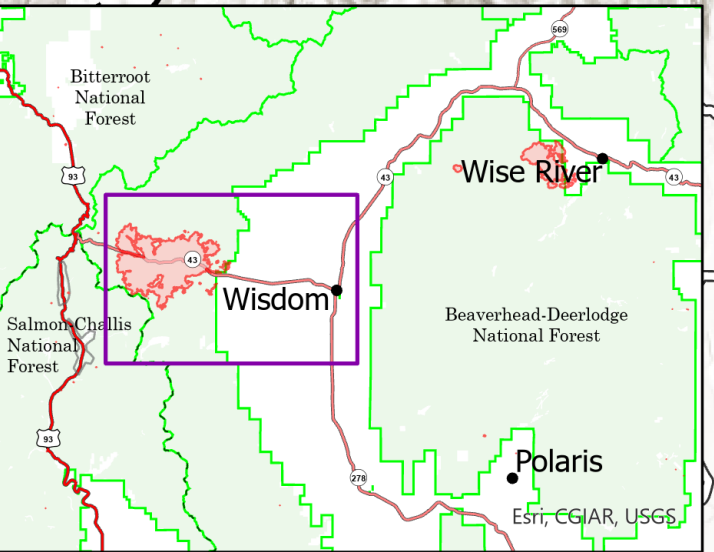 569
Bitterroot
National
Forest
93
43
Wise River
43
43
Wisdom
Beaverhead-Deerlodge
National Forest
Salmon-Challis
National
Forest
93
278
Polaris
Esri, CGIAR, USGS